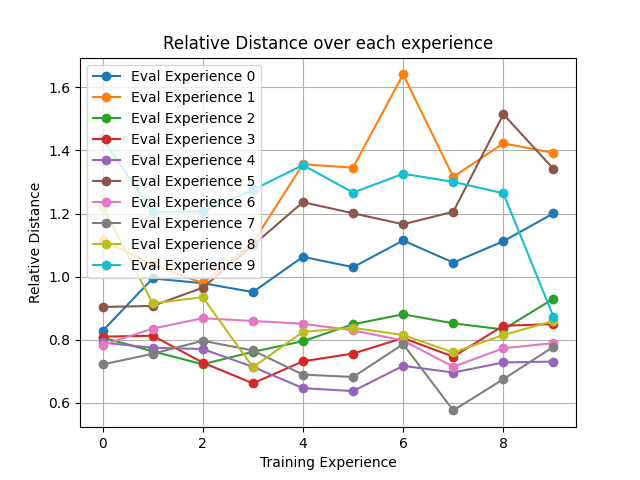 Relative Distance over each experience
Eval Experience 0
Eval Experience 1
Eval Experience 2
Eval Experience 3
Eval Experience 4
Eval Experience 5
Eval Experience 6
Eval Experience 7
Eval Experience 8
Eval Experience 9
1.6
1.4
1.2
1.0
0.8
0.6
Relative Distance
0 2 4 6 8
Training Experience